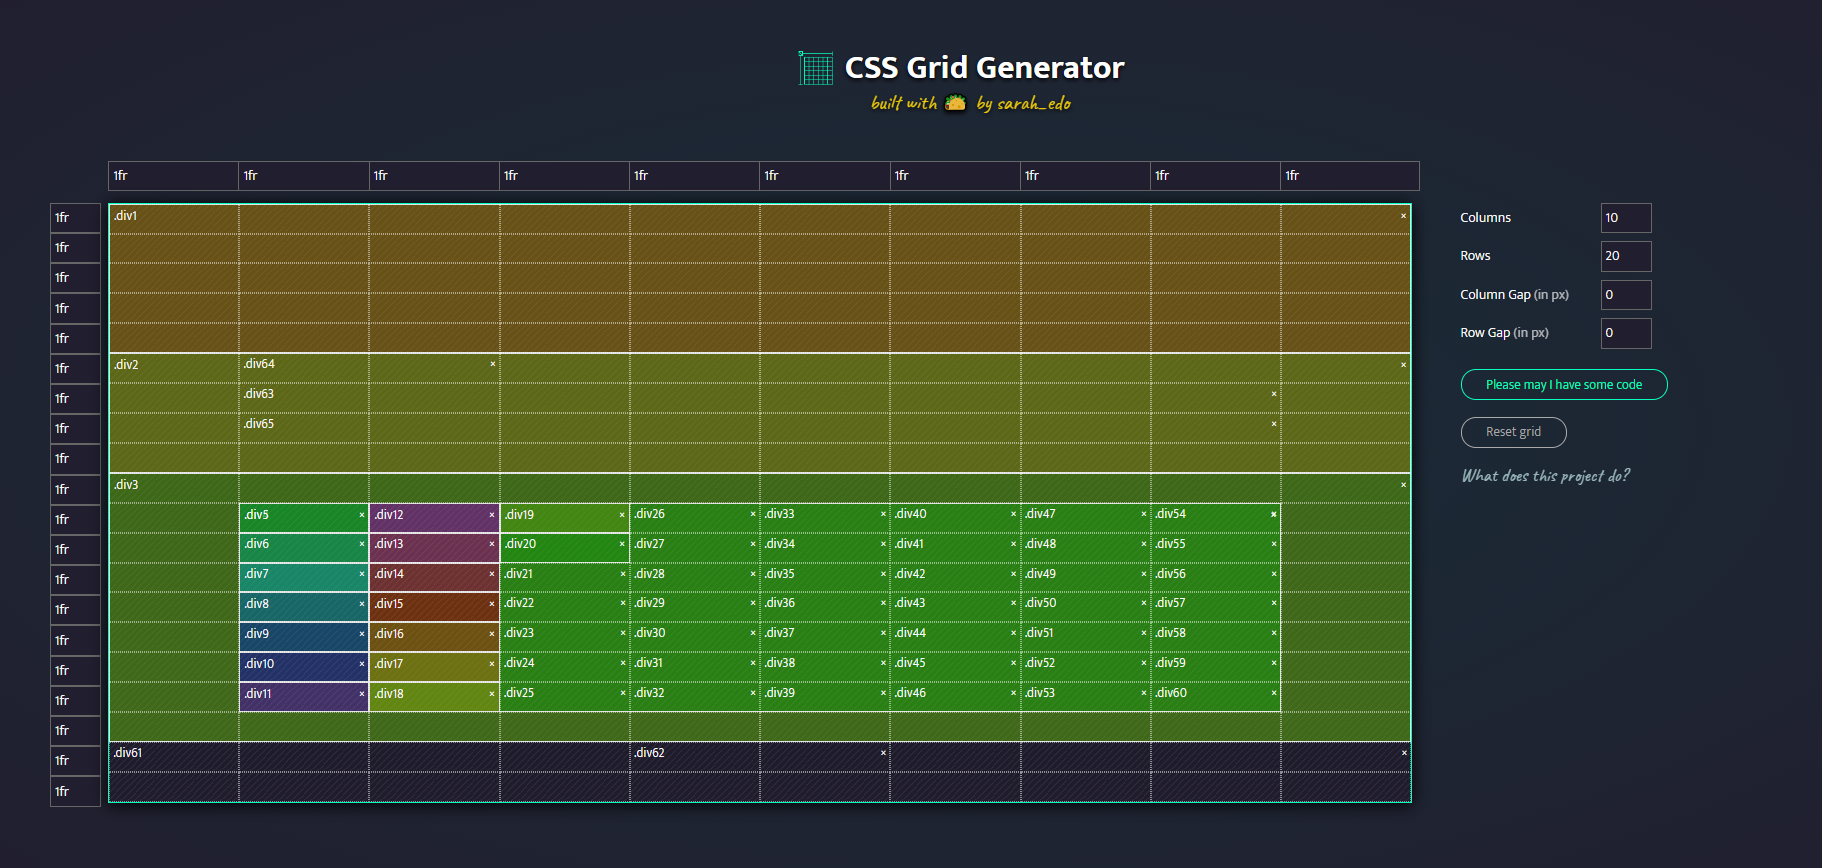 CSS Grid Generator
built with by sarah_edo
1fr 1fr 1fr 1fr 1fr 1fr 1fr 1fr 1fr 1fr
1fr .div1 × Columns 10
1fr Rows 20
1fr
1fr Column Gap (in px) 0
1fr Row Gap (in px) 0
1fr .div2 .div64 × ×
1fr .div63 × Please may I have some code
1fr .div65 × Reset grid
1fr
1fr .div3 × What does this project do?
1fr .div5 × .div12 × .div19 × .div26 × .div33 × .div40 × .div47 × .div54 ×
1fr .div6 × .div13 × .div20 × .div27 × .div34 × .div41 × .div48 × .div55 ×
1fr .div7 × .div14 × .div21 × .div28 × .div35 × .div42 × .div49 × .div56 ×
1fr .div8 × .div15 × .div22 × .div29 × .div36 × .div43 × .div50 × .div57 ×
1fr .div9 × .div16 × .div23 × .div30 × .div37 × .div44 × .div51 × .div58 ×
1fr .div10 × .div17 × .div24 × .div31 × .div38 × .div45 × .div52 × .div59 ×
1fr .div11 × .div18 × .div25 × .div32 × .div39 × .div46 × .div53 × .div60 ×
1fr
1fr .div61 .div62 × ×
1fr